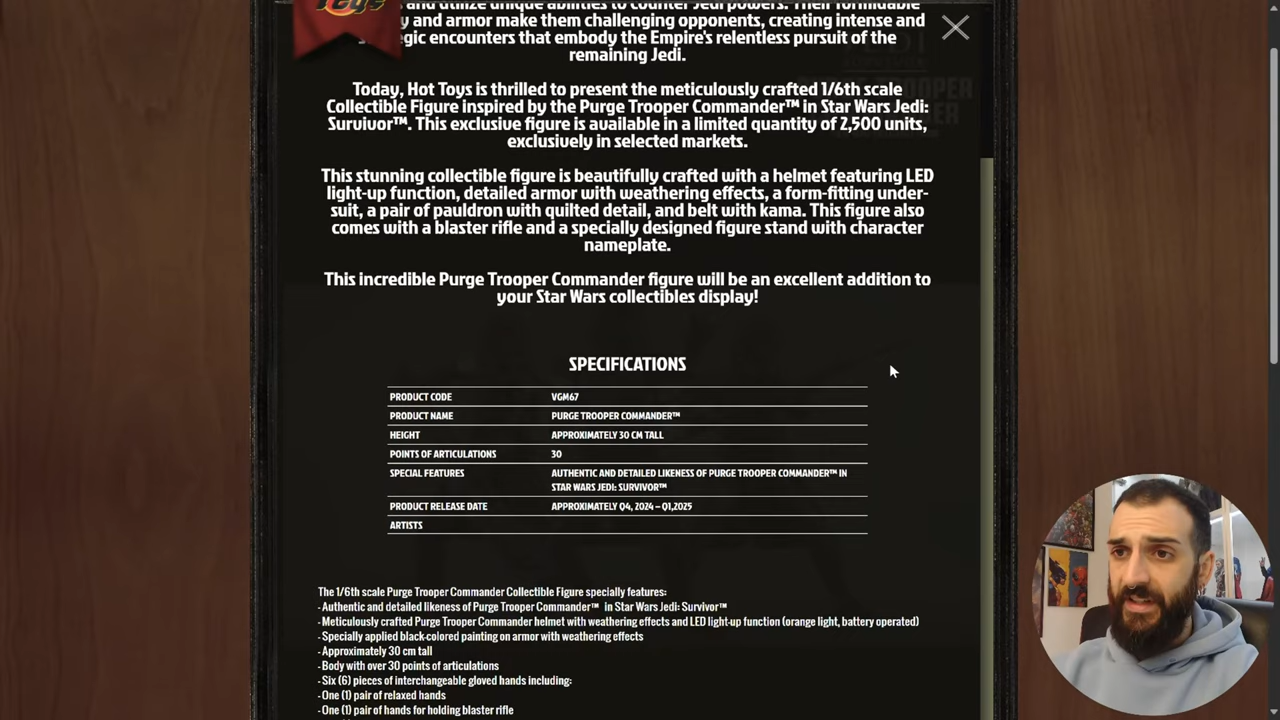 and utilize unique abilities to counter Jedi powers. Their formidable
and armor make them challenging opponents, creating intense and
encounters that embody the Empire's relentless pursuit of the
remaining Jedi.
Today, Hot Toys is thrilled to present the meticulously crafted 1/6th scale
Collectible Figure inspired by the Purge Trooper Commander™ in Star Wars Jedi:
Survivor™. This exclusive figure is available in a limited quantity of 2,500 units,
exclusively in selected markets.
This stunning collectible figure is beautifully crafted with a helmet featuring LED
light-up function, detailed armor with weathering effects, a form-fitting under-
suit, a pair of pauldron with quilted detail, and belt with kama. This figure also
comes with a blaster rifle and a specially designed figure stand with character
nameplate.
This incredible Purge Trooper Commander figure will be an excellent addition to
your Star Wars collectibles display!
SPECIFICATIONS
PRODUCT CODE VGM67
PRODUCT NAME PURGE TROOPER COMMANDER™
HEIGHT APPROXIMATELY 30 CM TALL
POINTS OF ARTICULATIONS 30
SPECIAL FEATURES AUTHENTIC AND DETAILED LIKENESS OF PURGE TROOPER COMMANDER™ IN
STAR WARS JEDI: SURVIVOR™
PRODUCT RELEASE DATE APPROXIMATELY Q4, 2024 – Q1,2025
ARTISTS
The 1/6th scale Purge Trooper Commander Collectible Figure specially features:
- Authentic and detailed likeness of Purge Trooper Commander™ in Star Wars Jedi: Survivor™
- Meticulously crafted Purge Trooper Commander helmet with weathering effects and LED light-up function (orange light, battery operated)
- Specially applied black-colored painting on armor with weathering effects
- Approximately 30 cm tall
- Body with over 30 points of articulations
- Six (6) pieces of interchangeable gloved hands including:
- One (1) pair of relaxed hands
- One (1) pair of hands for holding blaster rifle